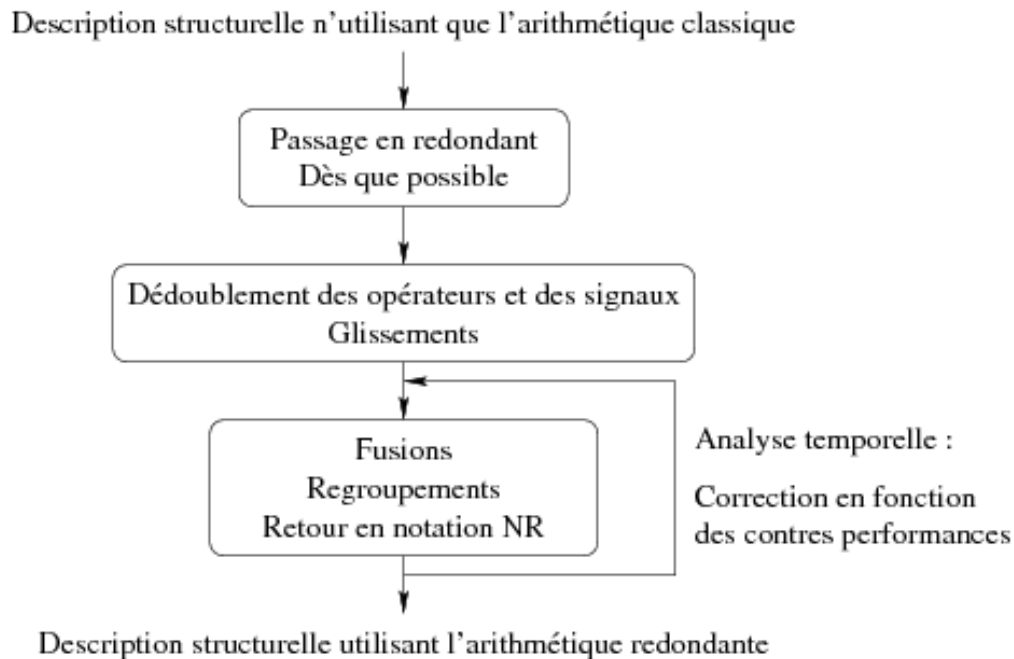 Description structurelle n'utilisant que l'arithmétique classique
Passage en redondant
Dès que possible
Dédoublement des opérateurs et des signaux
Glissements
Fusions
Regroupements
Retour en notation NR
Analyse temporelle :
Correction en fonction
des contres performances
Description structurelle utilisant l'arithmétique redondante